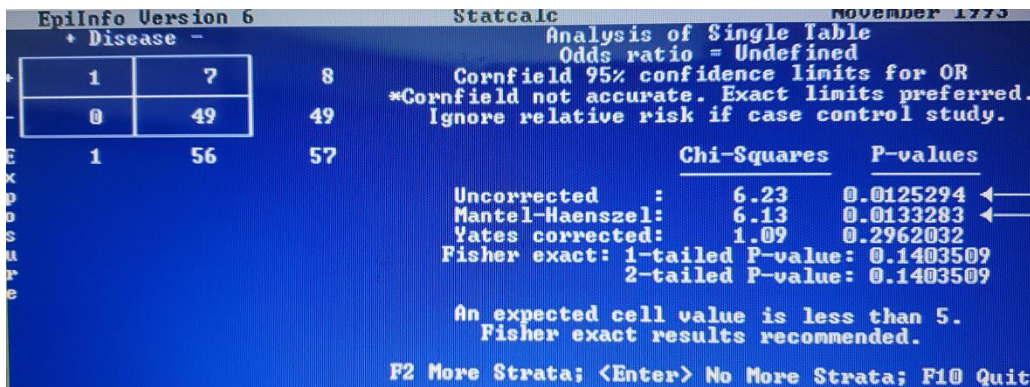 EpiInfo Version 6 Statcalc November 1993
+ Disease - Analysis of Single Table
Odds ratio = Undefined
+ 1 7 8 Cornfield 95% confidence limits for OR
*Cornfield not accurate. Exact limits preferred.
- 0 49 49 Ignore relative risk if case control study.
E 1 56 57 Chi-Squares P-values
x
p Uncorrected : 6.23 0.0125294
o Mantel-Haenszel: 6.13 0.0133283
s Yates corrected: 1.09 0.2962032
u Fisher exact: 1-tailed P-value: 0.1403509
r 2-tailed P-value: 0.1403509
e
An expected cell value is less than 5.
Fisher exact results recommended.
F2 More Strata; <Enter> No More Strata; F10 Quit